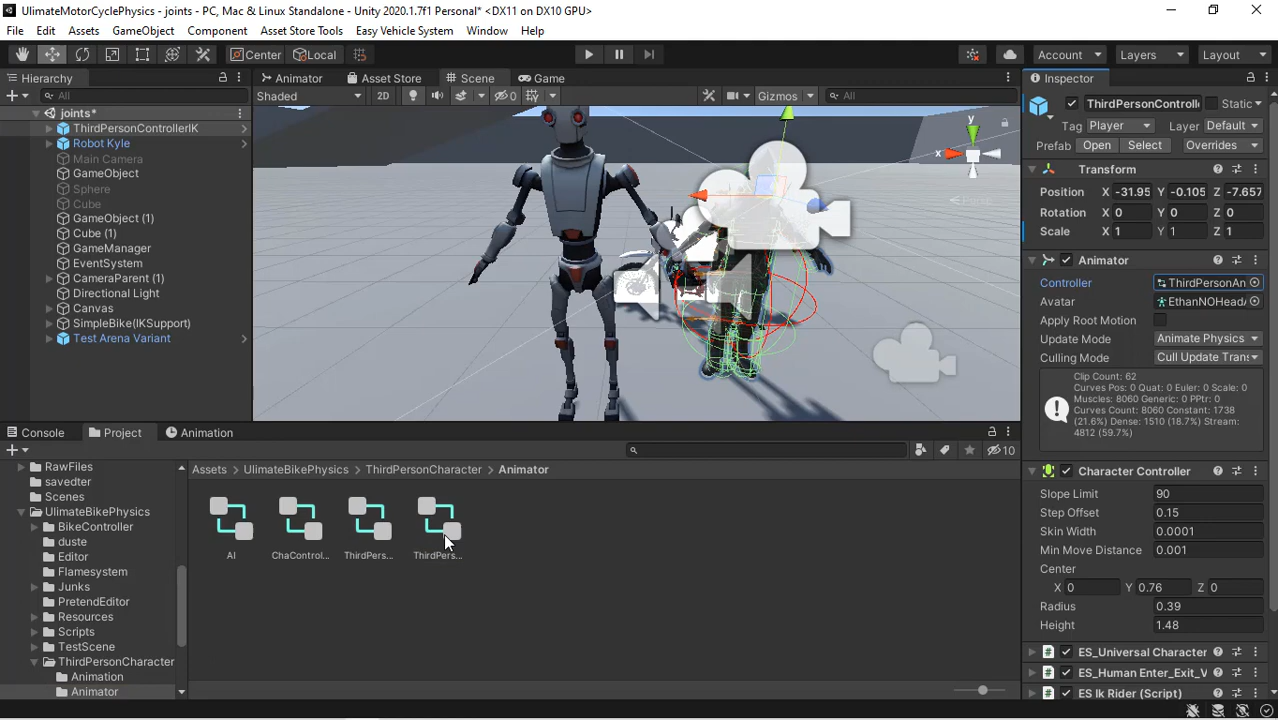 UlimateMotorCyclePhysics - joints - PC, Mac & Linux Standalone - Unity 2020.1.7f1 Personal* <DX11 on DX10 GPU>
File Edit Assets GameObject Component Asset Store Tools Easy Vehicle System Window Help
Center Local Account Layers Layout
Hierarchy Animator Asset Store Scene Game Inspector
All Shaded 2D 0 Gizmos All
joints*
ThirdPersonControllerIK
Robot Kyle
Main Camera
GameObject
Sphere
Cube
GameObject (1)
Cube (1)
GameManager
EventSystem
CameraParent (1)
Directional Light
Canvas
SimpleBike(IKSupport)
Test Arena Variant
y
x
ThirdPersonControll Static
Tag Player Layer Default
Prefab Open Select Overrides
Transform
Position X -31.95 Y -0.105 Z -7.657
Rotation X 0 Y 0 Z 0
Scale X 1 Y 1 Z 1
Animator
Controller ThirdPersonAn
Avatar EthanNOHead
Apply Root Motion
Update Mode Animate Physics
Culling Mode Cull Update Trans
Clip Count: 62
Curves Pos: 0 Quat: 0 Euler: 0 Scale: 0
Muscles: 8060 Generic: 0 PPtr: 0
Curves Count: 8060 Constant: 1738
(21.6%) Dense: 1510 (18.7%) Stream:
4812 (59.7%)
Character Controller
Slope Limit 90
Step Offset 0.15
Skin Width 0.0001
Min Move Distance 0.001
Center
X 0 Y 0.76 Z 0
Radius 0.39
Height 1.48
ES_Universal Character
ES_Human Enter_Exit_V
ES Ik Rider (Script)
Console Project Animation
10
Assets > UlimateBikePhysics > ThirdPersonCharacter > Animator
RawFiles
savedter
Scenes
UlimateBikePhysics
BikeController
duste
Editor
Flamesystem
Junks
PretendEditor
Resources
Scripts
TestScene
ThirdPersonCharacter
Animation
Animator
AI ChaControl... ThirdPers... ThirdPers...